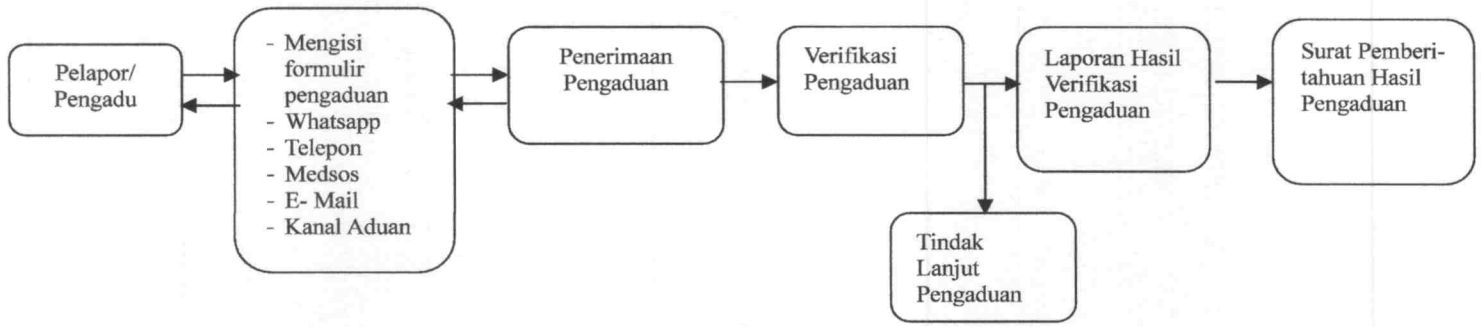 Pelapor/
Pengadu
- Mengisi
formulir
pengaduan
- Whatsapp
- Telepon
- Medsos
- E- Mail
- Kanal Aduan
Penerimaan
Pengaduan
Verifikasi
Pengaduan
Laporan Hasil
Verifikasi
Pengaduan
Surat Pemberi-
tahuan Hasil
Pengaduan
Tindak
Lanjut
Pengaduan